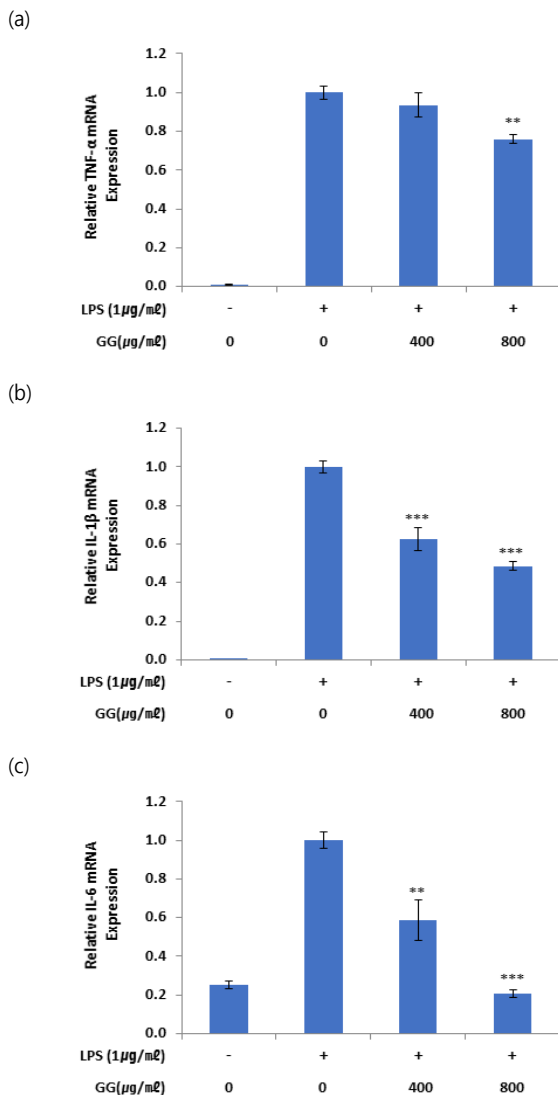 (a)
Relative TNF-α mRNA
Expression
1.2
1.0
0.8
0.6
0.4
0.2
0.0
**
LPS (1μg/㎖) - + + +
GG(μg/㎖) 0 0 400 800
(b)
Relative IL-1β mRNA
Expression
1.2
1.0
0.8
0.6
0.4
0.2
0.0
***
***
LPS (1μg/㎖) - + + +
GG(μg/㎖) 0 0 400 800
(c)
Relative IL-6 mRNA
Expression
1.2
1.0
0.8
0.6
0.4
0.2
0.0
**
***
LPS (1μg/㎖) - + + +
GG(μg/㎖) 0 0 400 800